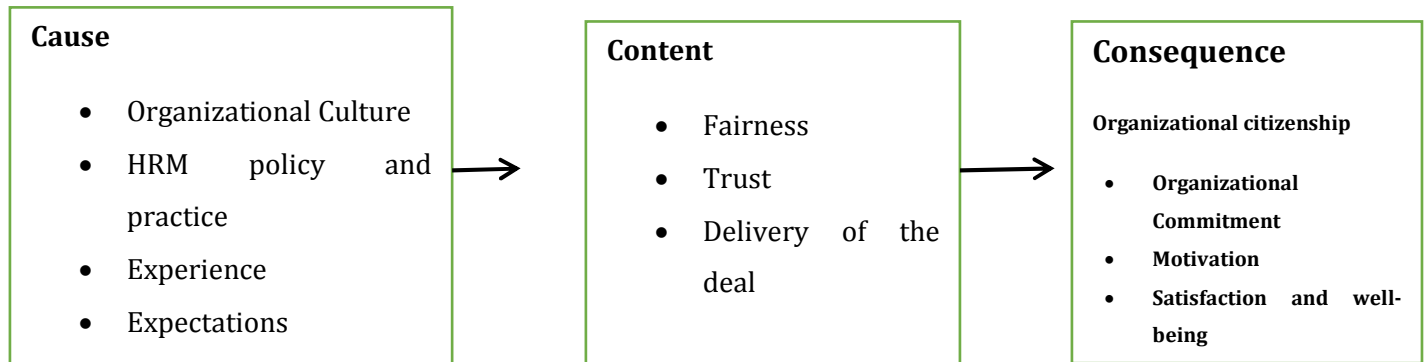 Cause
• Organizational Culture
• HRM policy and
practice
• Experience
• Expectations
Content
• Fairness
• Trust
• Delivery of the
deal
Consequence
Organizational citizenship
• Organizational
Commitment
• Motivation
• Satisfaction and well-
being